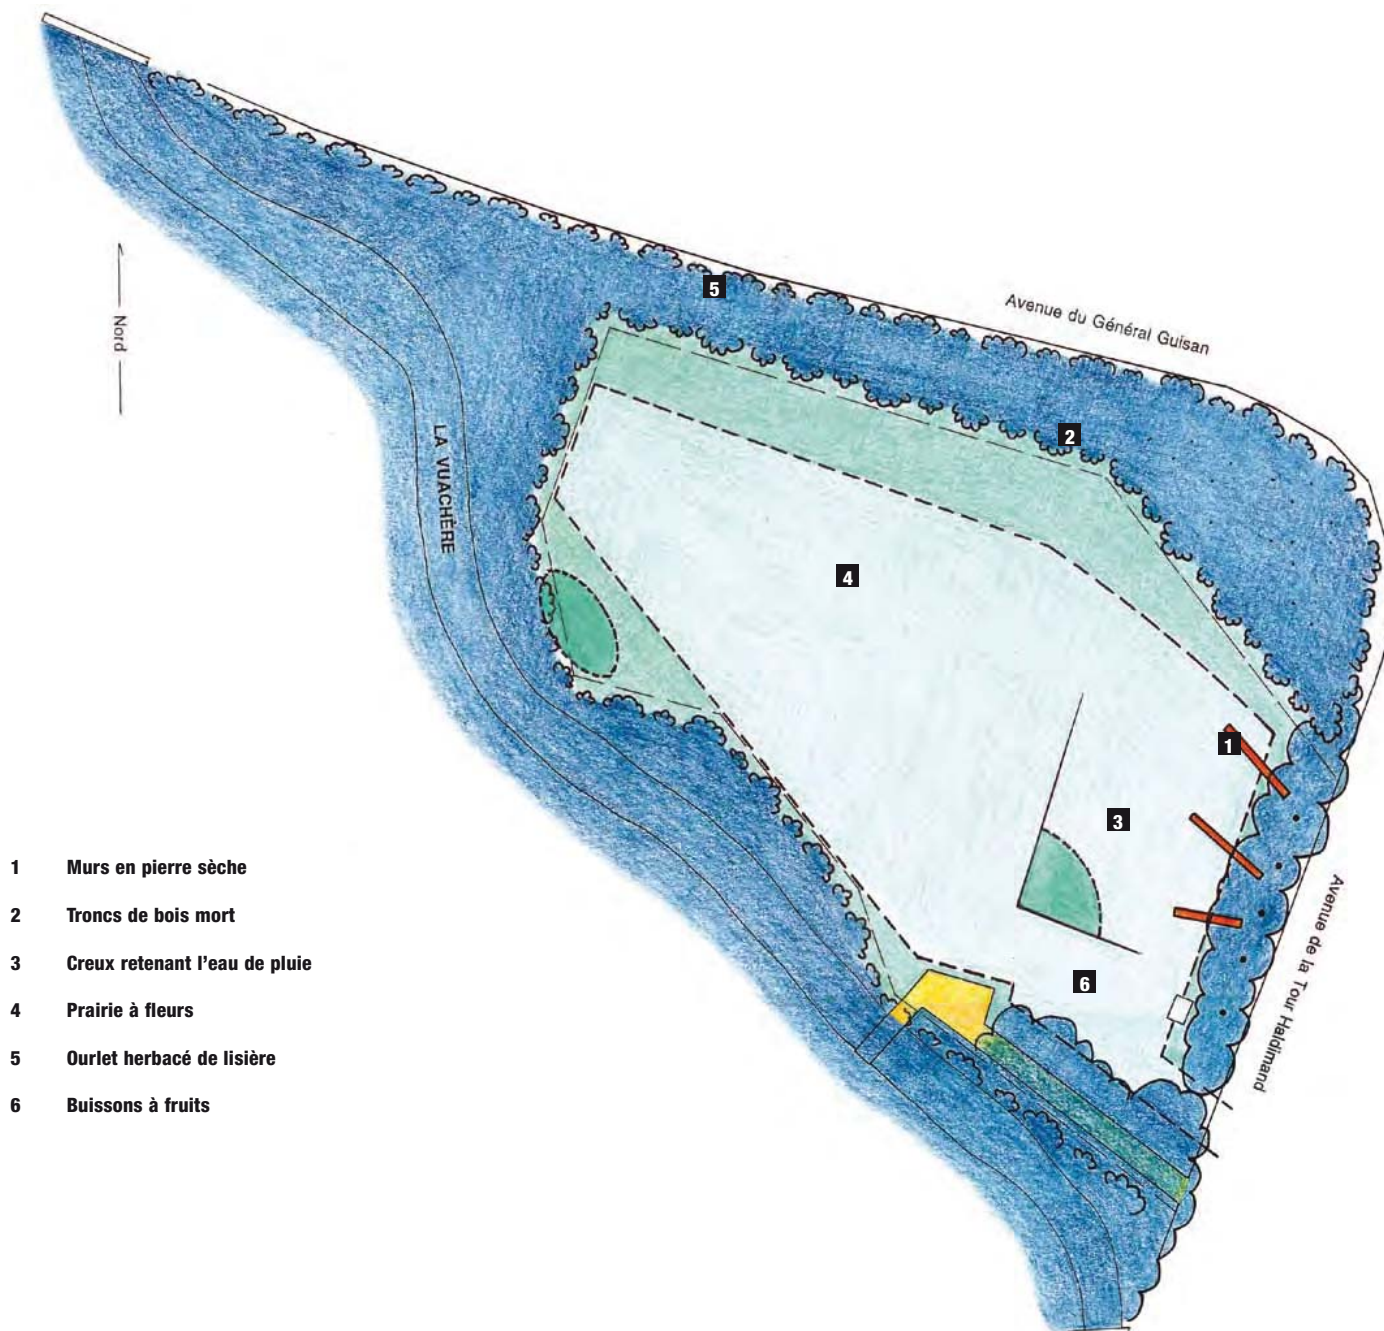 5
Avenue du Général Guisan
Nord
2
LA VUACHÈRE
4
1
3
Avenue de la Tour Haldimand
6
1 Murs en pierre sèche
2 Troncs de bois mort
3 Creux retenant l'eau de pluie
4 Prairie à fleurs
5 Ourlet herbacé de lisière
6 Buissons à fruits